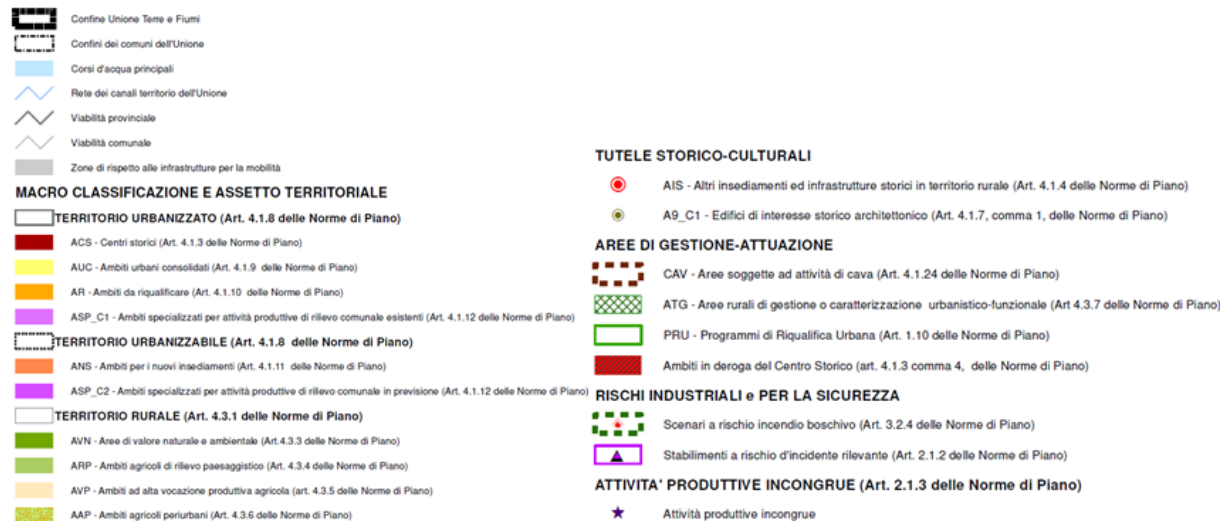 Confine Unione Terre e Fiumi
Confini dei comuni dell'Unione
Corsi d'acqua principali
Rete dei canali territorio dell'Unione
Viabilità provinciale
Viabilità comunale
Zone di rispetto alle infrastrutture per la mobilità
MACRO CLASSIFICAZIONE E ASSETTO TERRITORIALE
TERRITORIO URBANIZZATO (Art. 4.1.8 delle Norme di Piano)
ACS - Centri storici (Art. 4.1.3 delle Norme di Piano)
AUC - Ambiti urbani consolidati (Art. 4.1.9 delle Norme di Piano)
AR - Ambiti da riqualificare (Art. 4.1.10 delle Norme di Piano)
ASP_C1 - Ambiti specializzati per attività produttive di rilievo comunale esistenti (Art. 4.1.12 delle Norme di Piano)
TERRITORIO URBANIZZABILE (Art. 4.1.8 delle Norme di Piano)
ANS - Ambiti per i nuovi insediamenti (Art. 4.1.11 delle Norme di Piano)
ASP_C2 - Ambiti specializzati per attività produttive di rilievo comunale in previsione (Art. 4.1.12 delle Norme di Piano)
TERRITORIO RURALE (Art. 4.3.1 delle Norme di Piano)
AVN - Aree di valore naturale e ambientale (Art.4.3.3 delle Norme di Piano)
ARP - Ambiti agricoli di rilievo paesaggistico (Art. 4.3.4 delle Norme di Piano)
AVP - Ambiti ad alta vocazione produttiva agricola (art. 4.3.5 delle Norme di Piano)
AAP - Ambiti agricoli periurbani (Art. 4.3.6 delle Norme di Piano)
TUTELE STORICO-CULTURALI
AIS - Altri insediamenti ed infrastrutture storici in territorio rurale (Art. 4.1.4 delle Norme di Piano)
A9_C1 - Edifici di interesse storico architettonico (Art. 4.1.7, comma 1, delle Norme di Piano)
AREE DI GESTIONE-ATTUAZIONE
CAV - Aree soggette ad attività di cava (Art. 4.1.24 delle Norme di Piano)
ATG - Aree rurali di gestione o caratterizzazione urbanistico-funzionale (Art 4.3.7 delle Norme di Piano)
PRU - Programmi di Riqualifica Urbana (Art. 1.10 delle Norme di Piano)
Ambiti in deroga del Centro Storico (art. 4.1.3 comma 4, delle Norme di Piano)
RISCHI INDUSTRIALI e PER LA SICUREZZA
Scenari a rischio incendio boschivo (Art. 3.2.4 delle Norme di Piano)
Stabilimenti a rischio d'incidente rilevante (Art. 2.1.2 delle Norme di Piano)
ATTIVITA' PRODUTTIVE INCONGRUE (Art. 2.1.3 delle Norme di Piano)
Attività produttive incongrue